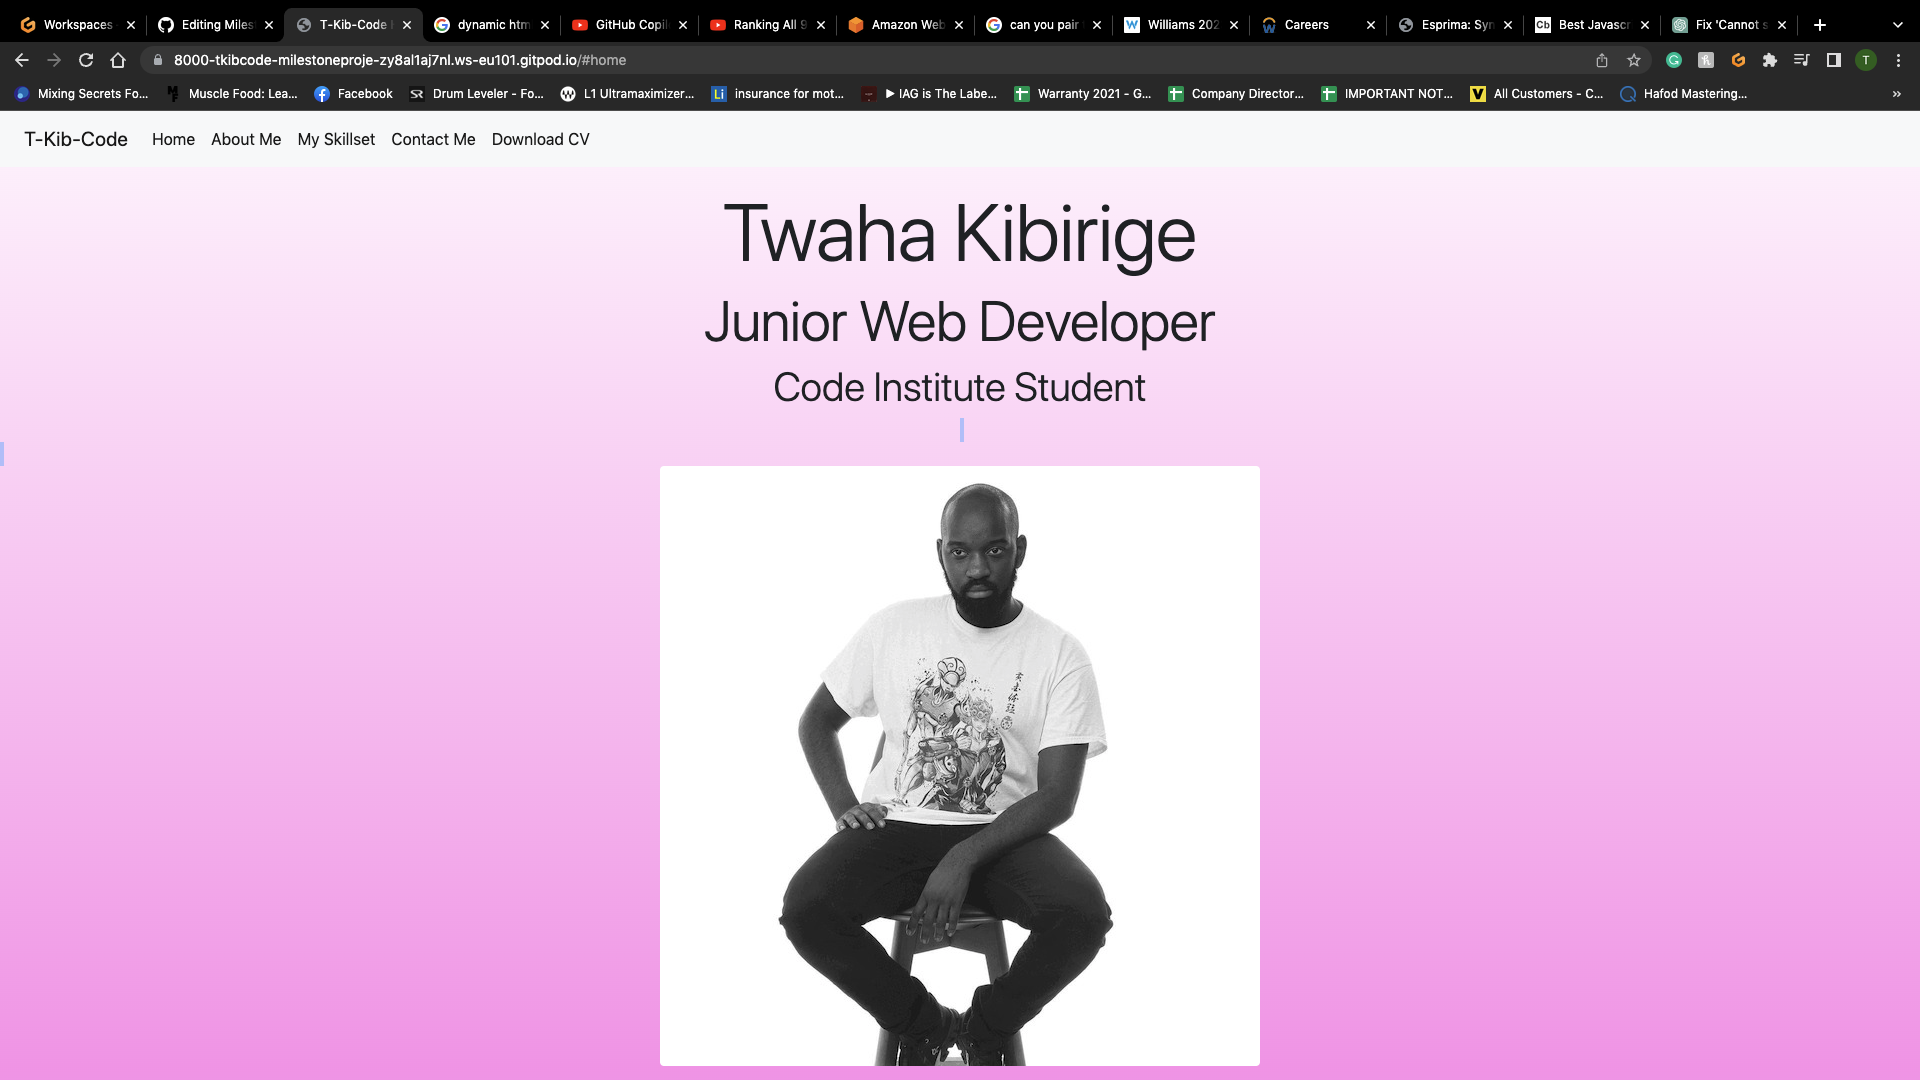 Workspaces
Editing Miles
T-Kib-Code
dynamic htm
GitHub Copil
Ranking All 9
Amazon Web
can you pair
Williams 202
Careers
Esprima: Syn
Cb
Best Javascr
Fix 'Cannot s
8000-tkibcode-milestoneproje-zy8al1aj7nl.ws-eu101.gitpod.io/#home
T
Mixing Secrets Fo...
Muscle Food: Lea...
Facebook
Drum Leveler - Fo...
L1 Ultramaximizer...
Li
insurance for mot...
IAG is The Labe...
Warranty 2021 - G...
Company Director...
IMPORTANT NOT...
All Customers - C...
Hafod Mastering...
T-Kib-Code
Home
About Me
My Skillset
Contact Me
Download CV
Twaha Kibirige
Junior Web Developer
Code Institute Student